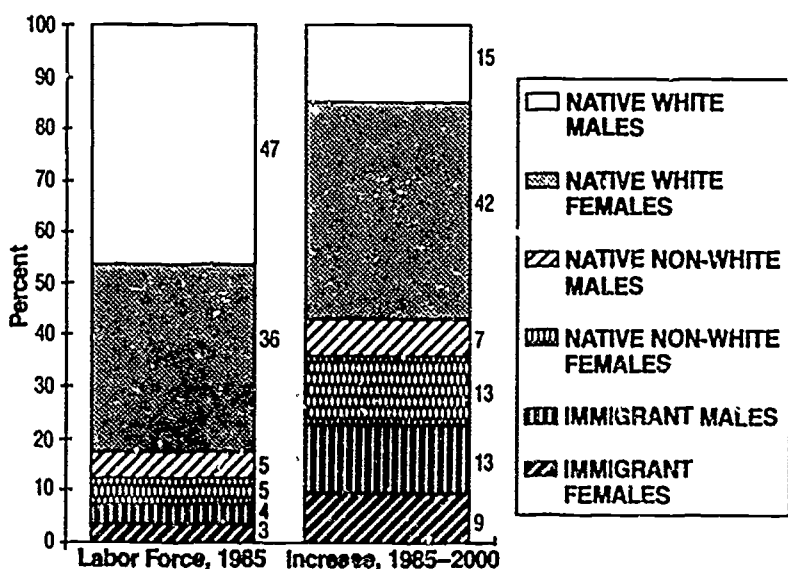 100
90
80
70
60
50
40
30
20
10
0
Percent
47
36
5
5
4
3
Labor Force, 1985
15
42
7
13
13
9
Increase, 1985–2000
NATIVE WHITE
MALES
NATIVE WHITE
FEMALES
NATIVE NON-WHITE
MALES
NATIVE NON-WHITE
FEMALES
IMMIGRANT MALES
IMMIGRANT
FEMALES